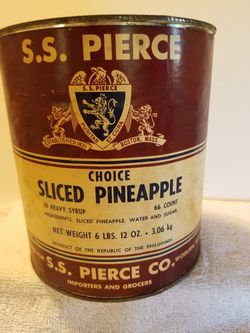 S.S. PIERCE
S.S. PIERCE
ESTABLISHED 1831
BOSTON, MASS.
CHOICE
SLICED PINEAPPLE
IN HEAVY SYRUP
66 COUNT
INGREDIENTS: SLICED PINEAPPLE, WATER AND SUGAR
NET WEIGHT 6 LBS. 12 OZ. · 3.06 kg
PRODUCT OF THE REPUBLIC OF THE PHILIPPINES
S.S. PIERCE CO.
IMPORTERS AND GROCERS